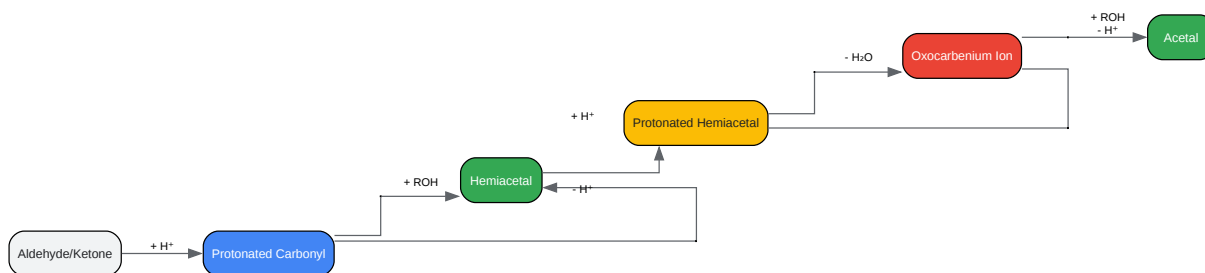 + ROH
- H⁺
Acetal
Oxocarbenium Ion
- H₂O
+ H⁺
Protonated Hemiacetal
+ ROH
Hemiacetal
- H⁺
Aldehyde/Ketone
+ H⁺
Protonated Carbonyl